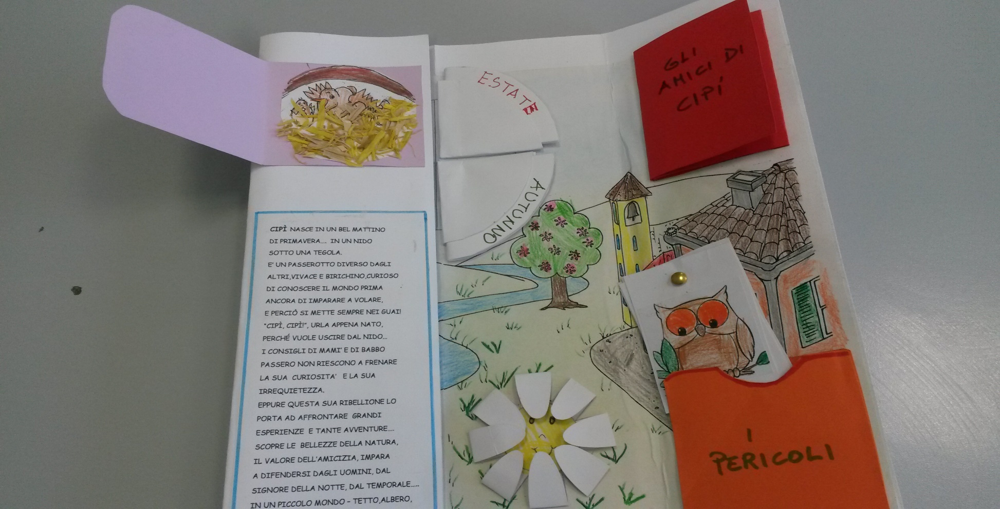 CIPÌ NASCE IN UN BEL MATTINO
DI PRIMAVERA.... IN UN NIDO
SOTTO UNA TEGOLA.
E' UN PASSEROTTO DIVERSO DAGLI
ALTRI,VIVACE E BIRICHINO,CURIOSO
DI CONOSCERE IL MONDO PRIMA
ANCORA DI IMPARARE A VOLARE,
E PERCIÒ SI METTE SEMPRE NEI GUAI!
"CIPÌ, CIPÌ!", URLA APPENA NATO,
PERCHÉ VUOLE USCIRE DAL NIDO...
I CONSIGLI DI MAMI' E DI BABBO
PASSERO NON RIESCONO A FRENARE
LA SUA CURIOSITA' E LA SUA
IRREQUIETEZZA.
EPPURE QUESTA SUA RIBELLIONE LO
PORTA AD AFFRONTARE GRANDI
ESPERIENZE E TANTE AVVENTURE....
SCOPRE LE BELLEZZE DELLA NATURA,
IL VALORE DELL'AMICIZIA, IMPARA
A DIFENDERSI DAGLI UOMINI, DAL
SIGNORE DELLA NOTTE, DAL TEMPORALE.....
IN UN PICCOLO MONDO - TETTO,ALBERO,
ESTATE
AUTUNNO
GLI
AMICI DI
CIPÍ
I
PERICOLI